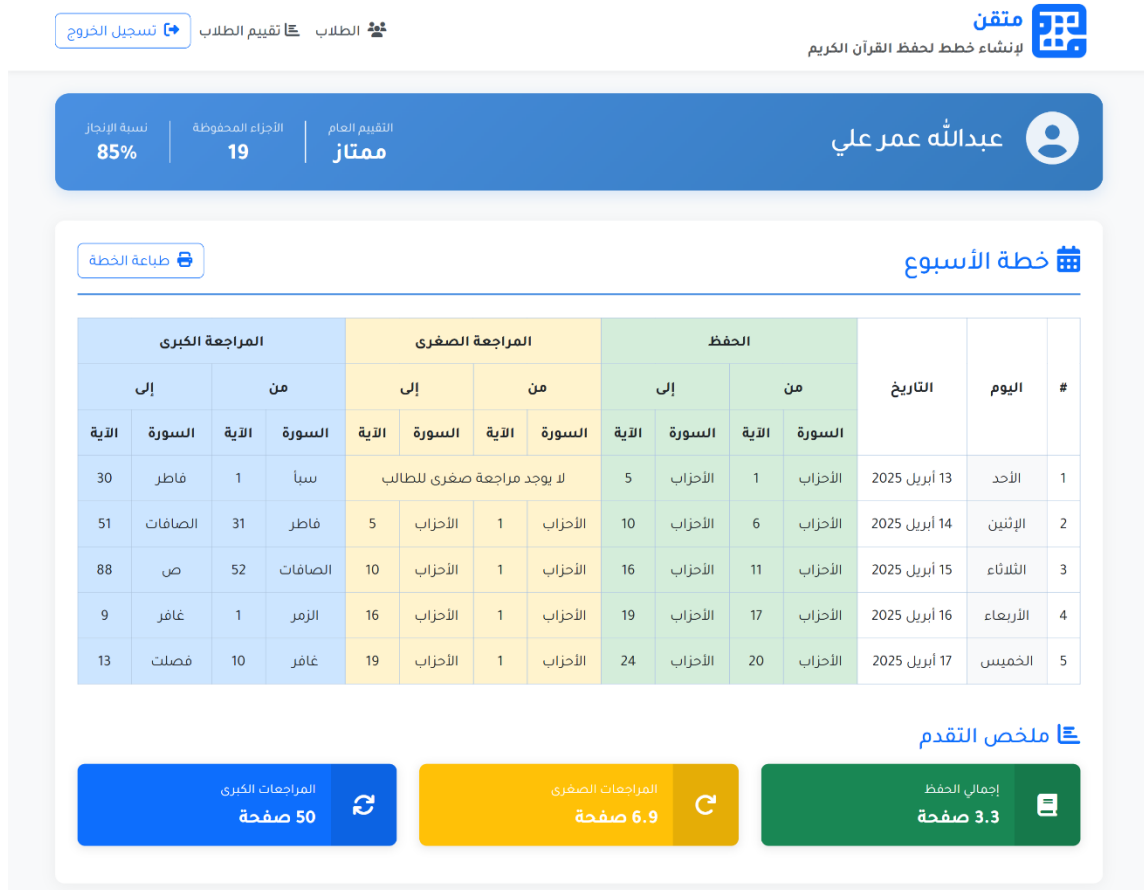 متقن
لإنشاء خطط لحفظ القرآن الكريم
الطلاب
تقييم الطلاب
تسجيل الخروج
عبدالله عمر علي
التقييم العام
ممتاز
الأجزاء المحفوظة
19
نسبة الإنجاز
85%
خطة الأسبوع
طباعة الخطة
# اليوم التاريخ الحفظ المراجعة الصغرى المراجعة الكبرى
من إلى من إلى من إلى
السورة الآية السورة الآية السورة الآية السورة الآية السورة الآية السورة الآية
1 الأحد 13 أبريل 2025 الأحزاب 1 الأحزاب 5 لا يوجد مراجعة صغرى للطالب سبأ 1 فاطر 30
2 الإثنين 14 أبريل 2025 الأحزاب 6 الأحزاب 10 الأحزاب 1 الأحزاب 5 فاطر 31 الصافات 51
3 الثلاثاء 15 أبريل 2025 الأحزاب 11 الأحزاب 16 الأحزاب 1 الأحزاب 10 الصافات 52 ص 88
4 الأربعاء 16 أبريل 2025 الأحزاب 17 الأحزاب 19 الأحزاب 1 الأحزاب 16 الزمر 1 غافر 9
5 الخميس 17 أبريل 2025 الأحزاب 20 الأحزاب 24 الأحزاب 1 الأحزاب 19 غافر 10 فصلت 13
ملخص التقدم
إجمالي الحفظ
3.3 صفحة
المراجعات الصغرى
6.9 صفحة
المراجعات الكبرى
50 صفحة